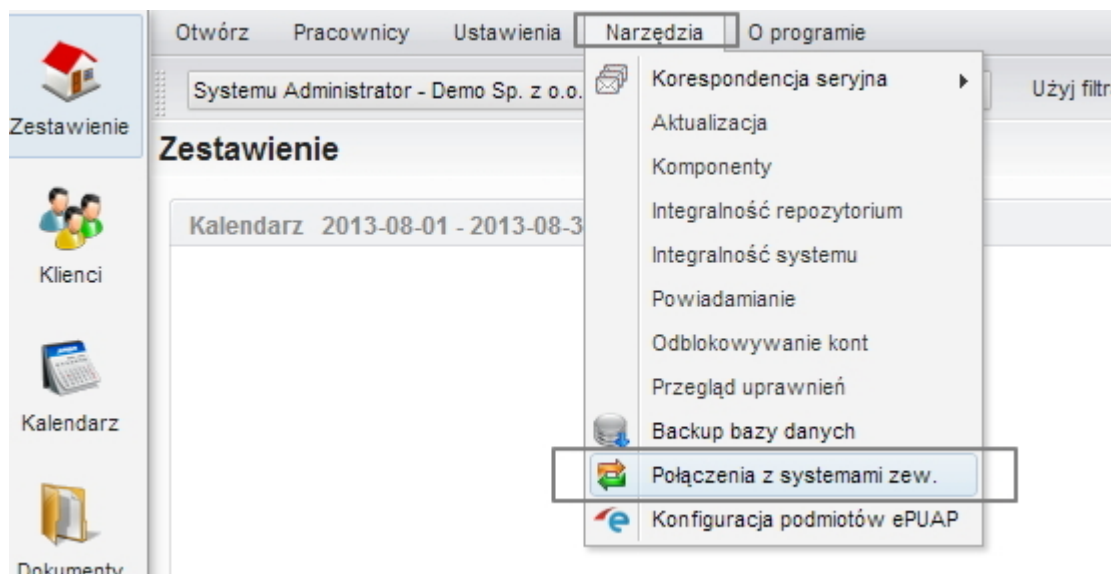 Otwórz Pracownicy Ustawienia Narzędzia O programie
Systemu Administrator - Demo Sp. z o.o.
Użyj filtr
Zestawienie
Zestawienie
Kalendarz 2013-08-01 - 2013-08-3
Klienci
Kalendarz
Dokumenty
Korespondencja seryjna
Aktualizacja
Komponenty
Integralność repozytorium
Integralność systemu
Powiadamianie
Odblokowywanie kont
Przegląd uprawnień
Backup bazy danych
Połączenia z systemami zew.
Konfiguracja podmiotów ePUAP